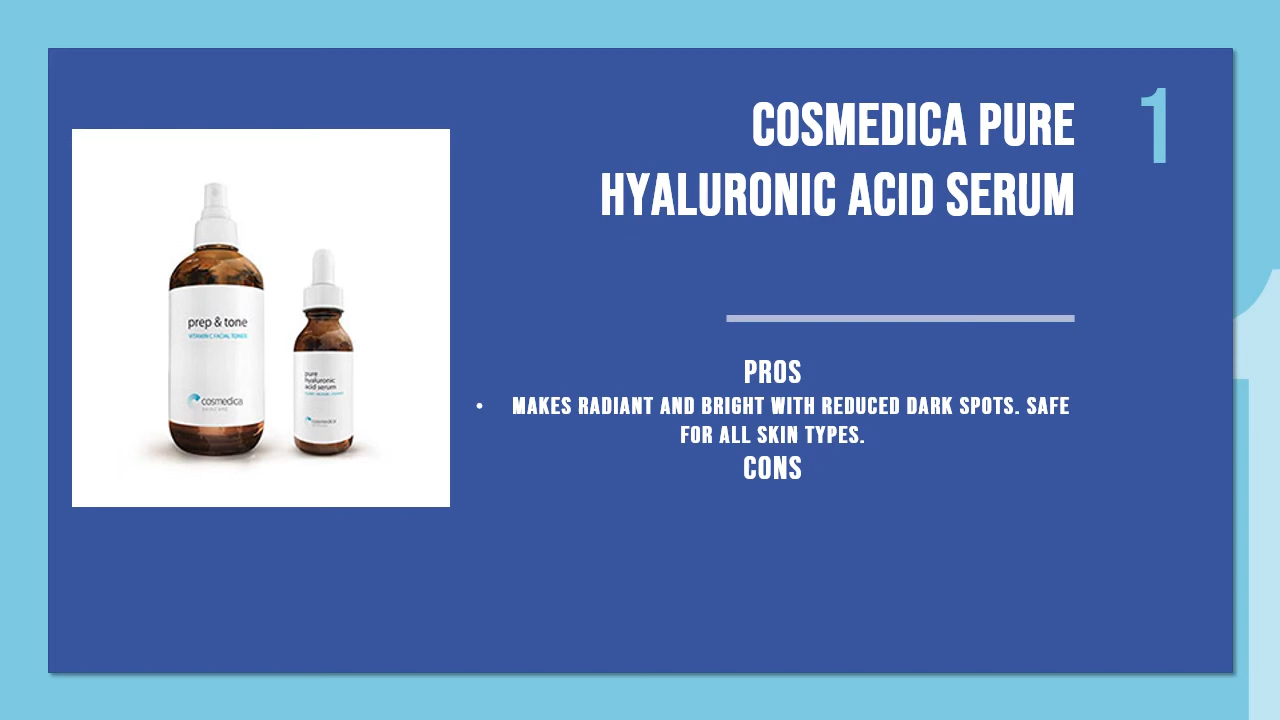 COSMEDICA PURE
HYALURONIC ACID SERUM
1
PROS
• MAKES RADIANT AND BRIGHT WITH REDUCED DARK SPOTS. SAFE
FOR ALL SKIN TYPES.
CONS
prep & tone
VITAMIN C FACIAL TONER
cosmedica
SKINCARE
pure
hyaluronic
acid serum
cosmedica